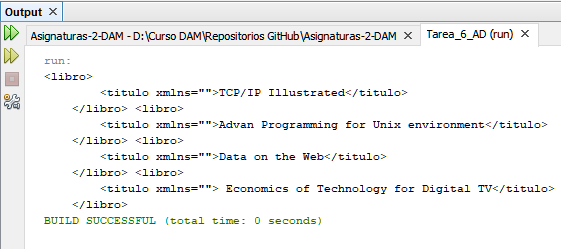 Output ×
Asignaturas-2-DAM - D:\Curso DAM\Repositorios GitHub\Asignaturas-2-DAM × Tarea_6_AD (run) ×
run:
<libro>
<titulo xmlns="">TCP/IP Illustrated</titulo>
</libro> <libro>
<titulo xmlns="">Advan Programming for Unix environment</titulo>
</libro> <libro>
<titulo xmlns="">Data on the Web</titulo>
</libro> <libro>
<titulo xmlns=""> Economics of Technology for Digital TV</titulo>
</libro>
BUILD SUCCESSFUL (total time: 0 seconds)